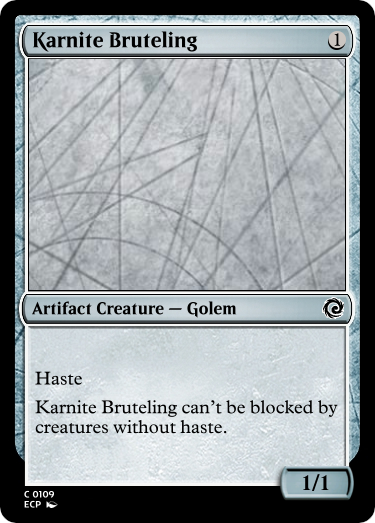 Karnite Bruteling 1
Artifact Creature — Golem
Haste
Karnite Bruteling can't be blocked by
creatures without haste.
1/1
C 0109
ECP